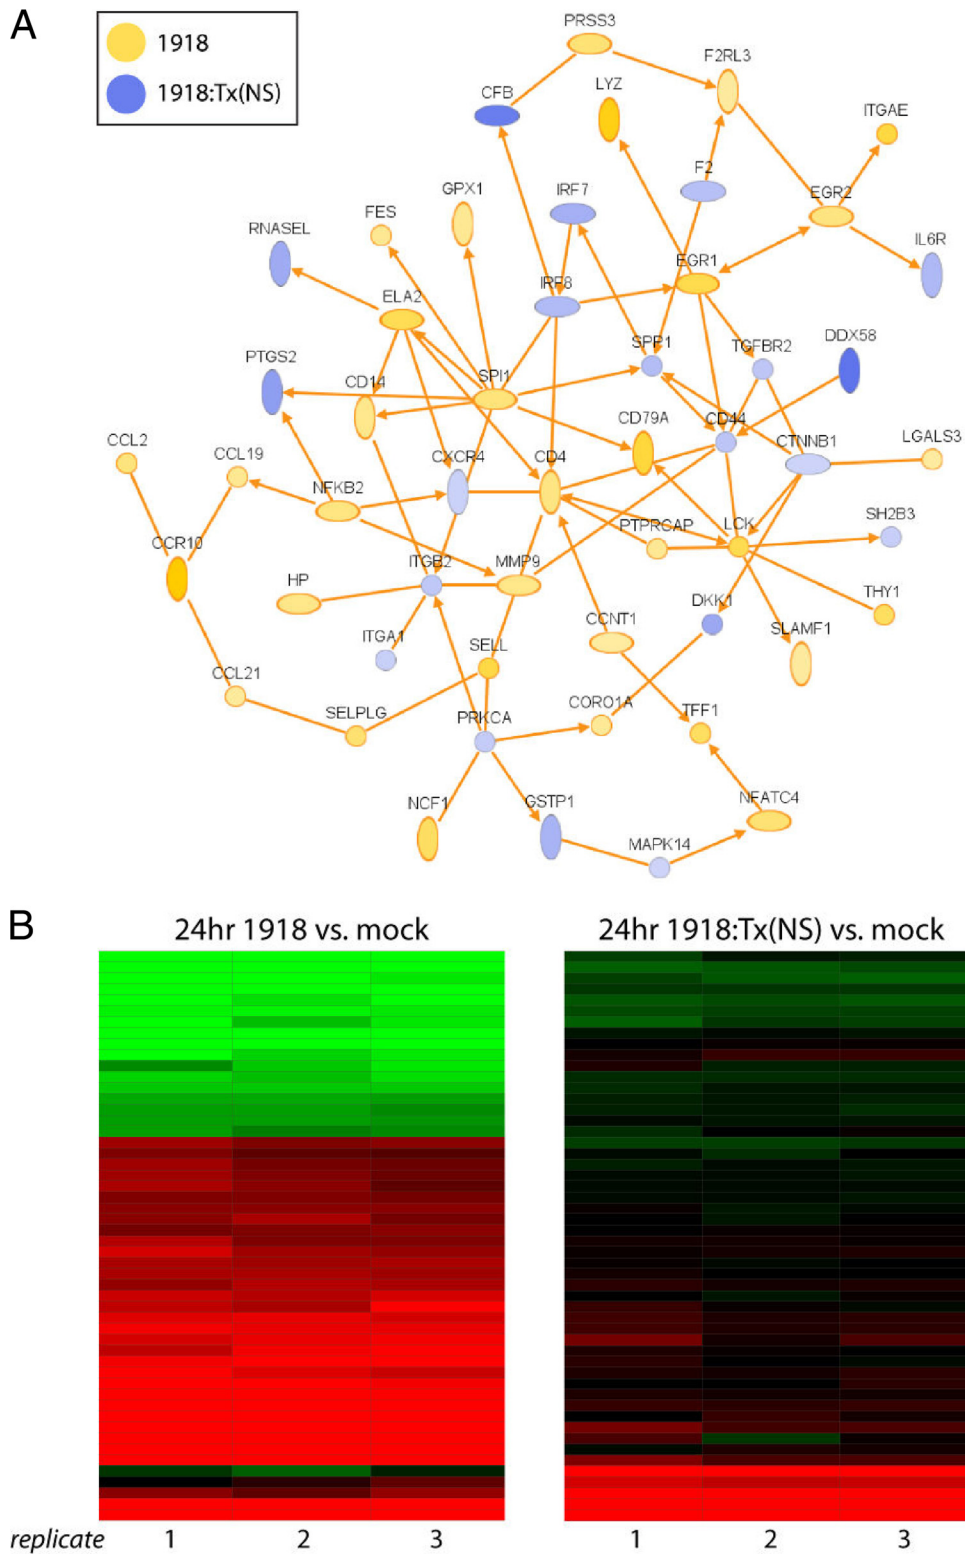 A
1918
1918:Tx(NS)
PRSS3
F2RL3
CFB
LYZ
ITGAE
F2
GPX1
IRF7
EGR2
FES
RNASEL
IL6R
EGR1
IRF8
ELA2
SPP1
TGFBR2
DDX58
PTGS2
CD14
SPI1
CD79A
CD44
CTNNB1
LGALS3
CCL2
CCL19
CXCR4
CD4
NFKB2
PTPRCAP
LCK
SH2B3
CCR10
ITGB2
MMP9
HP
DKK1
THY1
CCNT1
SLAMF1
ITGA1
SELL
CCL21
SELPLG
PRKCA
CORO1A
TFF1
NCF1
GSTP1
NFATC4
MAPK14
B
24hr 1918 vs. mock
24hr 1918:Tx(NS) vs. mock
replicate 1 2 3 1 2 3